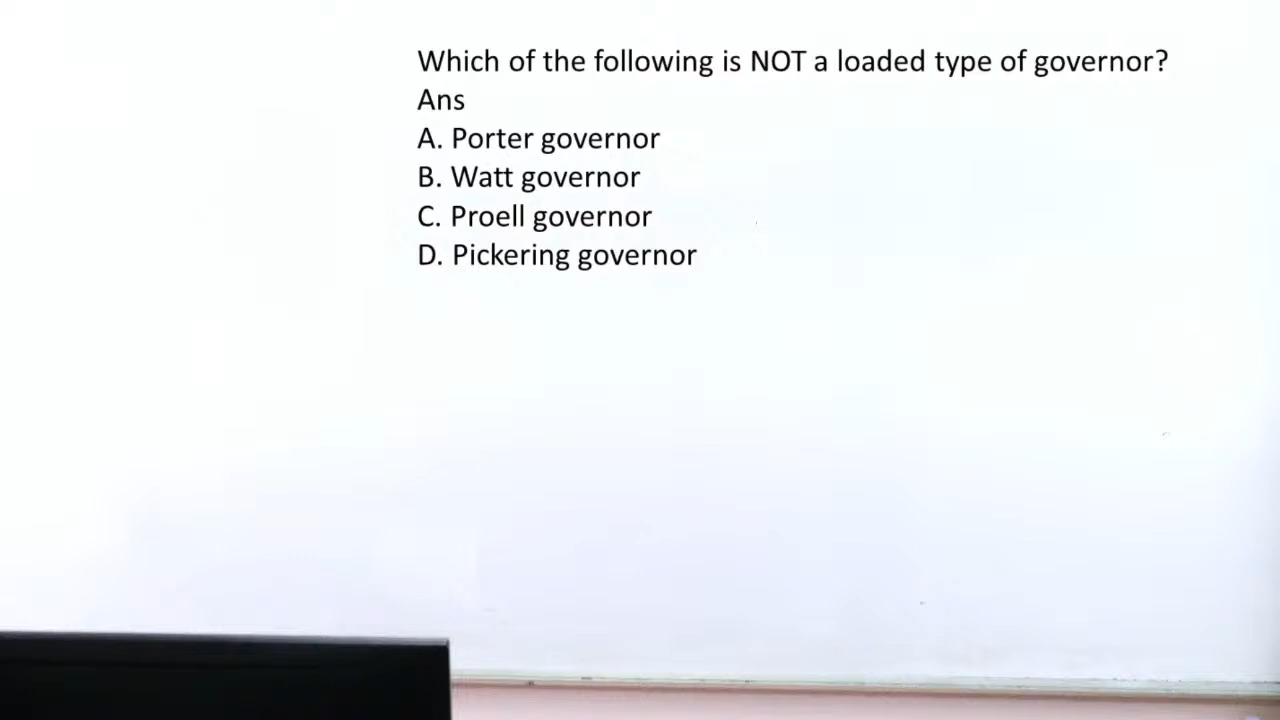 Which of the following is NOT a loaded type of governor?
Ans
A. Porter governor
B. Watt governor
C. Proell governor
D. Pickering governor